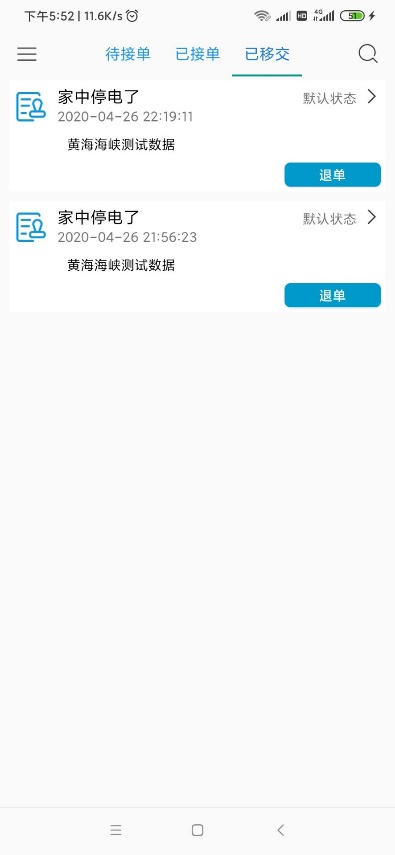 下午5:52 | 11.6K/s
HD 4G 51
待接单 已接单 已移交
家中停电了 默认状态
2020-04-26 22:19:11
黄海海峡测试数据
退单
家中停电了 默认状态
2020-04-26 21:56:23
黄海海峡测试数据
退单